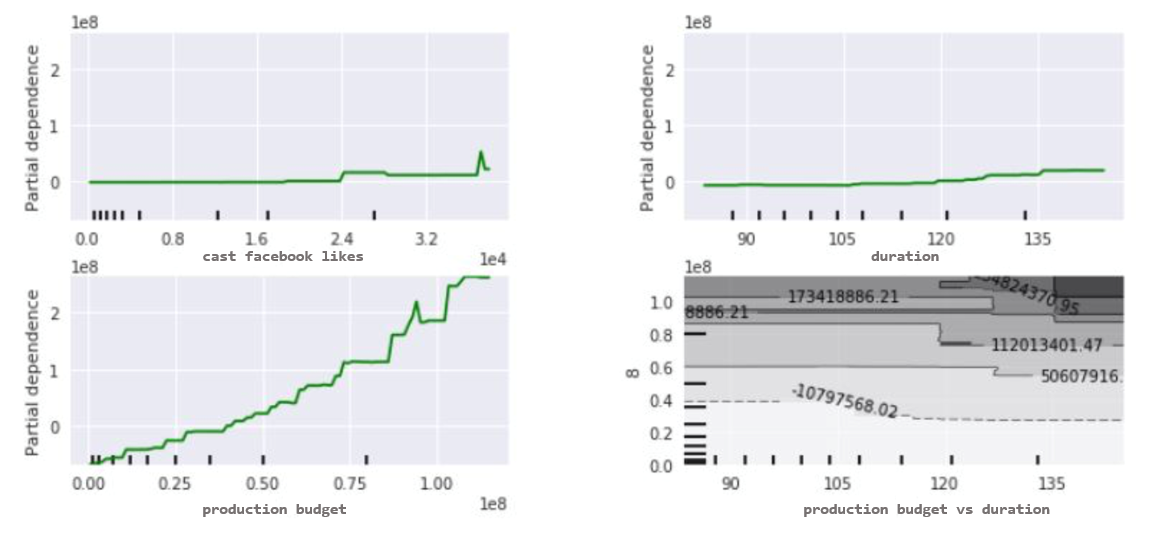 1e8
Partial dependence
2
1
0
0.0 0.8 1.6 2.4 3.2
1e4
cast facebook likes
1e8
Partial dependence
2
1
0
90 105 120 135
duration
1e8
Partial dependence
2
1
0
0.00 0.25 0.50 0.75 1.00
1e8
production budget
1e8
8
1.0
0.8
0.6
0.4
0.2
0.0
173418886.21
8886.21
34824370.95
112013401.47
50607916.
-10797568.02
90 105 120 135
production budget vs duration